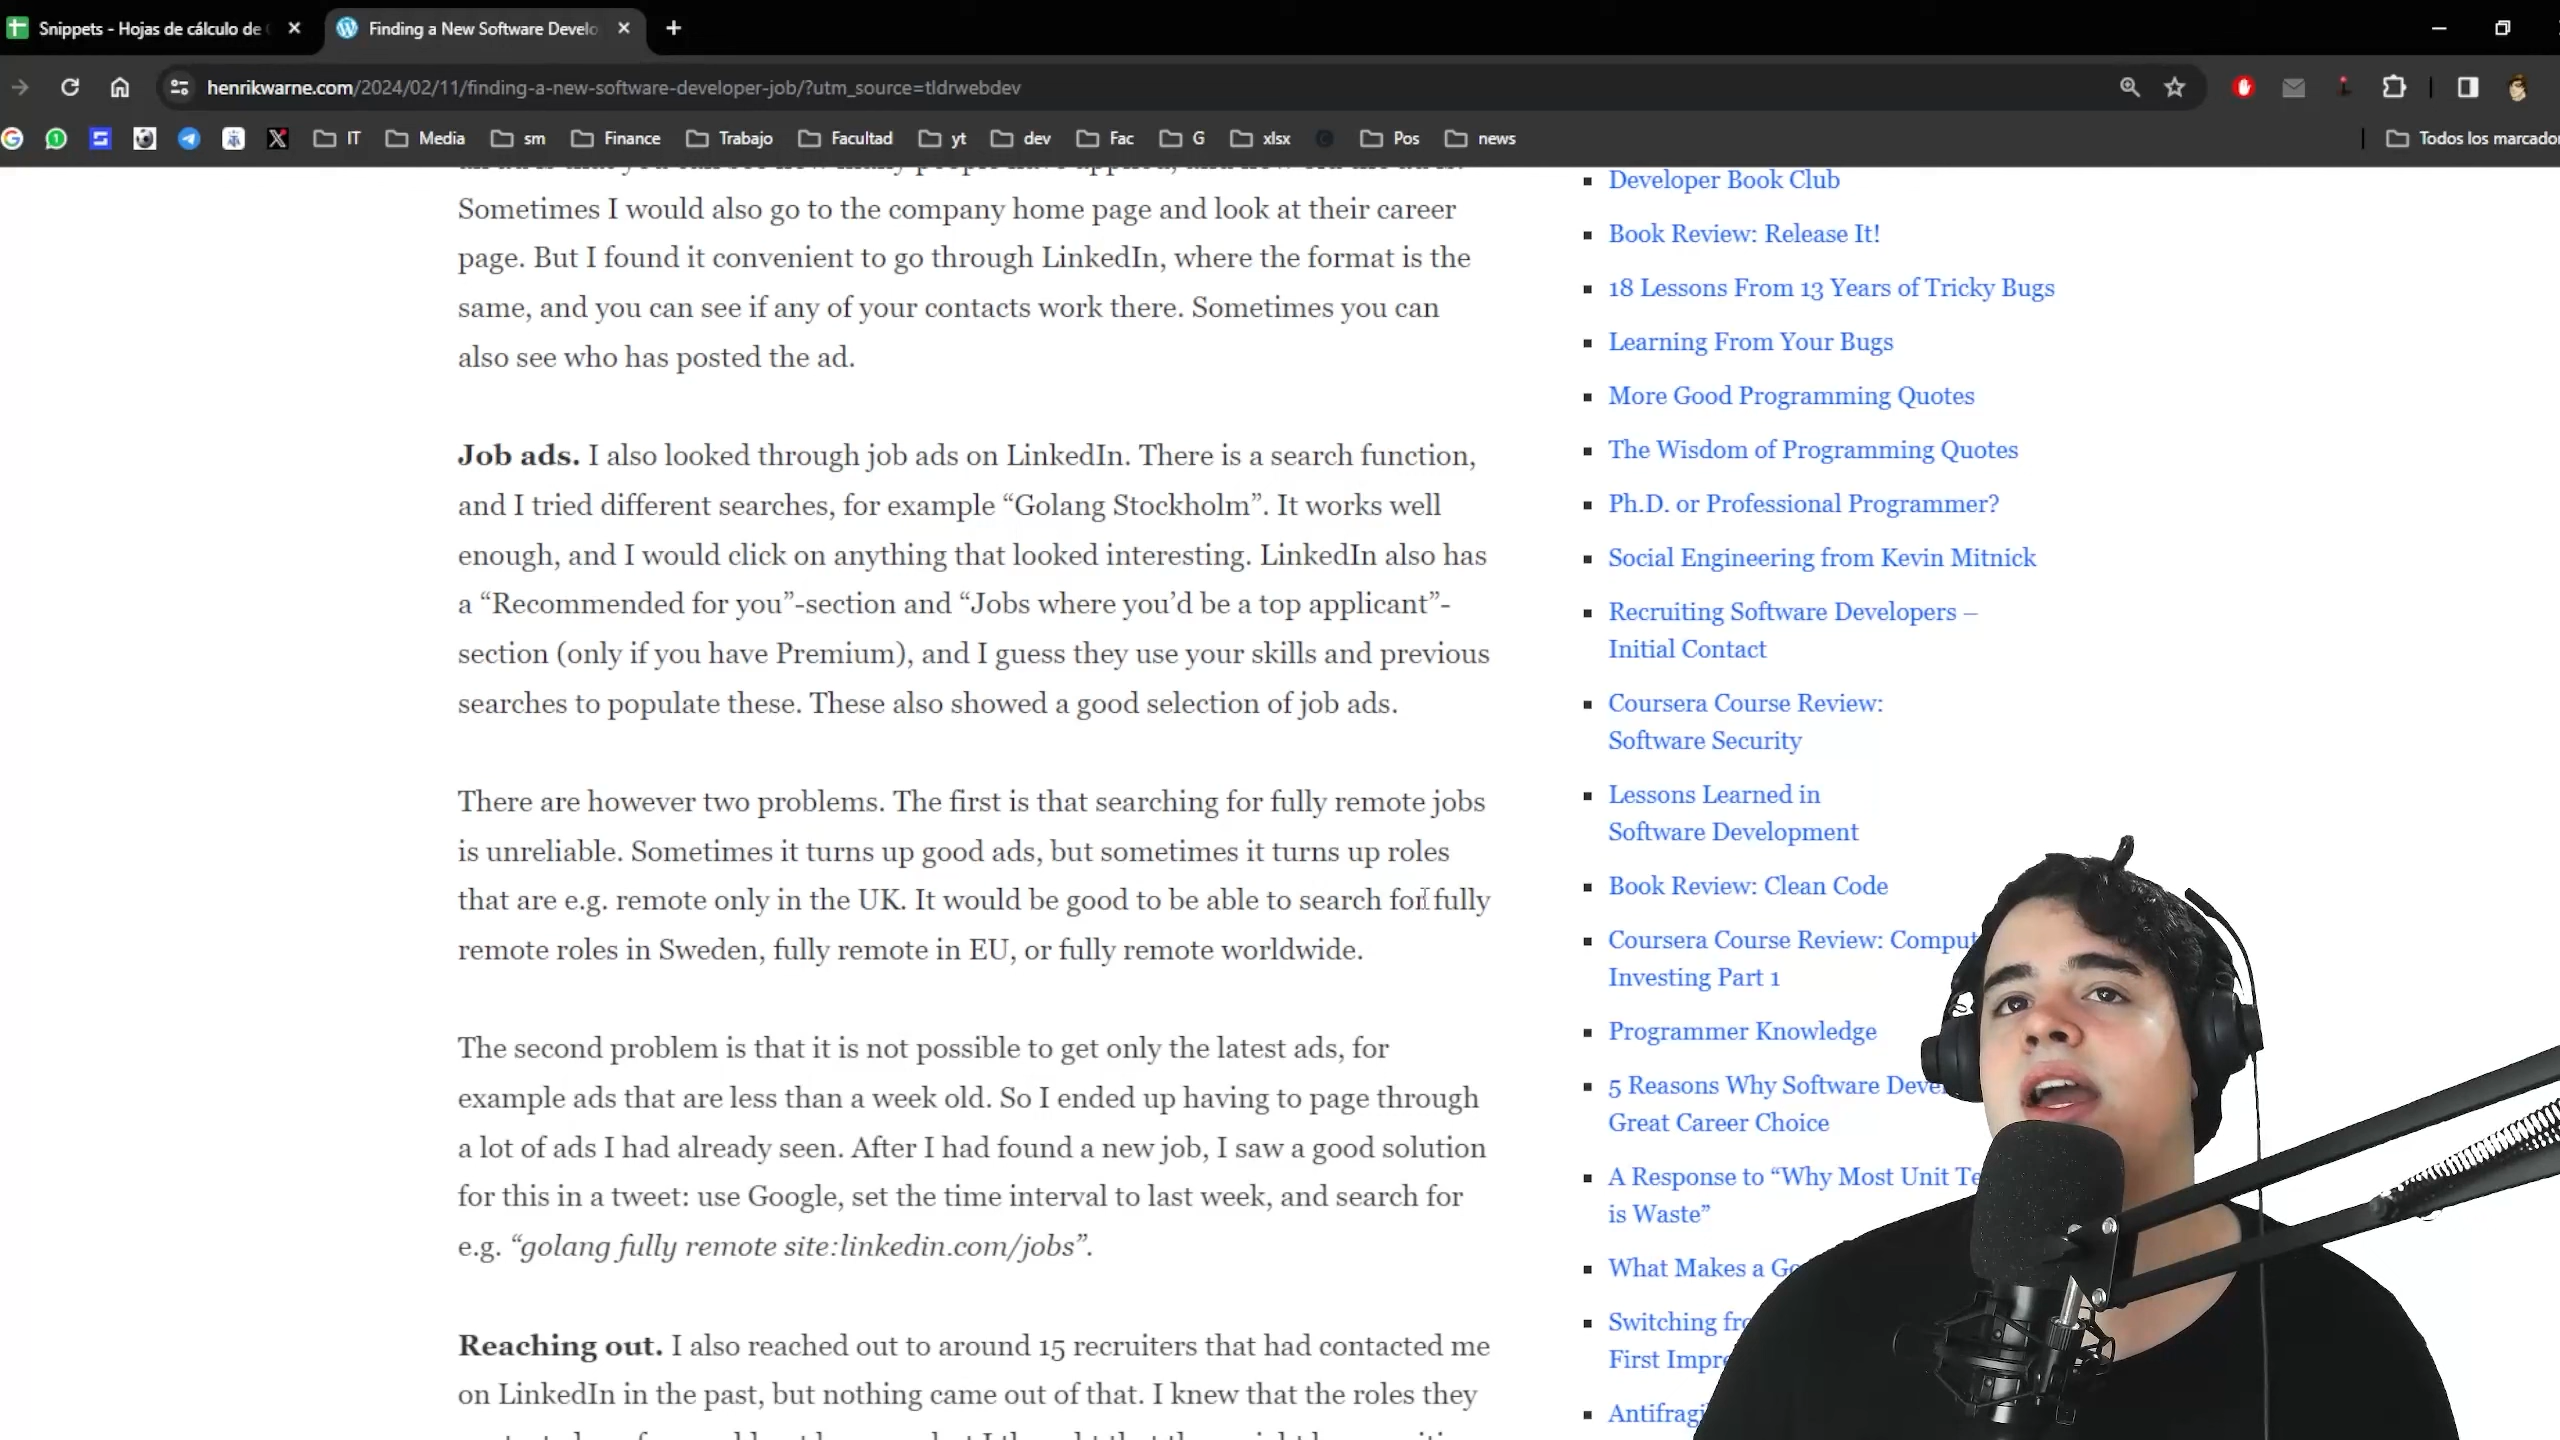 Snippets - Hojas de cálculo de
Finding a New Software Develo
henrikwarne.com/2024/02/11/finding-a-new-software-developer-job/?utm_source=tldrwebdev
IT
Media
sm
Finance
Trabajo
Facultad
yt
dev
Fac
G
xlsx
Pos
news
Todos los marcador
Sometimes I would also go to the company home page and look at their career
page. But I found it convenient to go through LinkedIn, where the format is the
same, and you can see if any of your contacts work there. Sometimes you can
also see who has posted the ad.
Job ads. I also looked through job ads on LinkedIn. There is a search function,
and I tried different searches, for example “Golang Stockholm”. It works well
enough, and I would click on anything that looked interesting. LinkedIn also has
a “Recommended for you”-section and “Jobs where you’d be a top applicant”-
section (only if you have Premium), and I guess they use your skills and previous
searches to populate these. These also showed a good selection of job ads.
There are however two problems. The first is that searching for fully remote jobs
is unreliable. Sometimes it turns up good ads, but sometimes it turns up roles
that are e.g. remote only in the UK. It would be good to be able to search for fully
remote roles in Sweden, fully remote in EU, or fully remote worldwide.
The second problem is that it is not possible to get only the latest ads, for
example ads that are less than a week old. So I ended up having to page through
a lot of ads I had already seen. After I had found a new job, I saw a good solution
for this in a tweet: use Google, set the time interval to last week, and search for
e.g. “golang fully remote site:linkedin.com/jobs”.
Reaching out. I also reached out to around 15 recruiters that had contacted me
on LinkedIn in the past, but nothing came out of that. I knew that the roles they
Developer Book Club
Book Review: Release It!
18 Lessons From 13 Years of Tricky Bugs
Learning From Your Bugs
More Good Programming Quotes
The Wisdom of Programming Quotes
Ph.D. or Professional Programmer?
Social Engineering from Kevin Mitnick
Recruiting Software Developers –
Initial Contact
Coursera Course Review:
Software Security
Lessons Learned in
Software Development
Book Review: Clean Code
Coursera Course Review: Comput
Investing Part 1
Programmer Knowledge
5 Reasons Why Software Deve
Great Career Choice
A Response to “Why Most Unit Te
is Waste”
What Makes a Go
Switching fro
First Impre
Antifragi